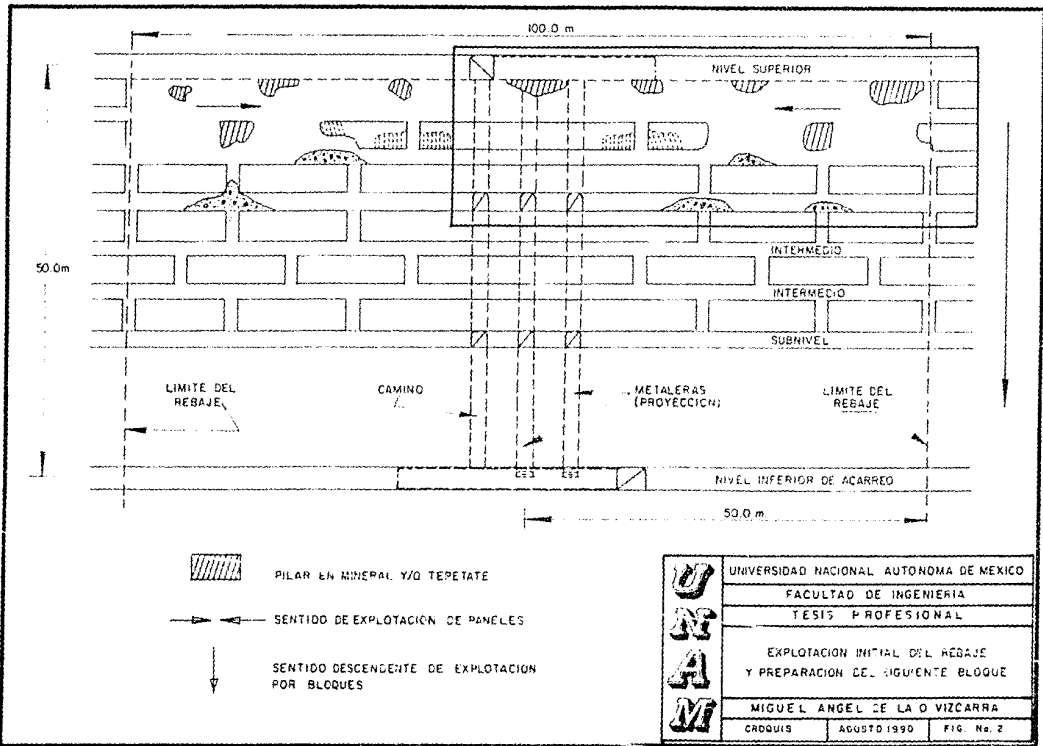 100.0 m
NIVEL SUPERIOR
50.0m
INTERMEDIO
INTERMEDIO
SUBNIVEL
LIMITE DEL
REBAJE
CAMINO
METALERAS
(PROYECCION)
LIMITE DEL
REBAJE
NIVEL INFERIOR DE ACARREO
50.0 m.
PILAR EN MINERAL Y/O TEPETATE
SENTIDO DE EXPLOTACION DE PANELES
SENTIDO DESCENDENTE DE EXPLOTACION
POR BLOQUES
UNAM
UNIVERSIDAD NACIONAL AUTONOMA DE MEXICO
FACULTAD DE INGENIERIA
TESIS PROFESIONAL
EXPLOTACION INICIAL DEL REBAJE
Y PREPARACION DEL SIGUIENTE BLOQUE
MIGUEL ANGEL DE LA O VIZCARRA
CROQUIS AGOSTO 1990 FIG. No. 2